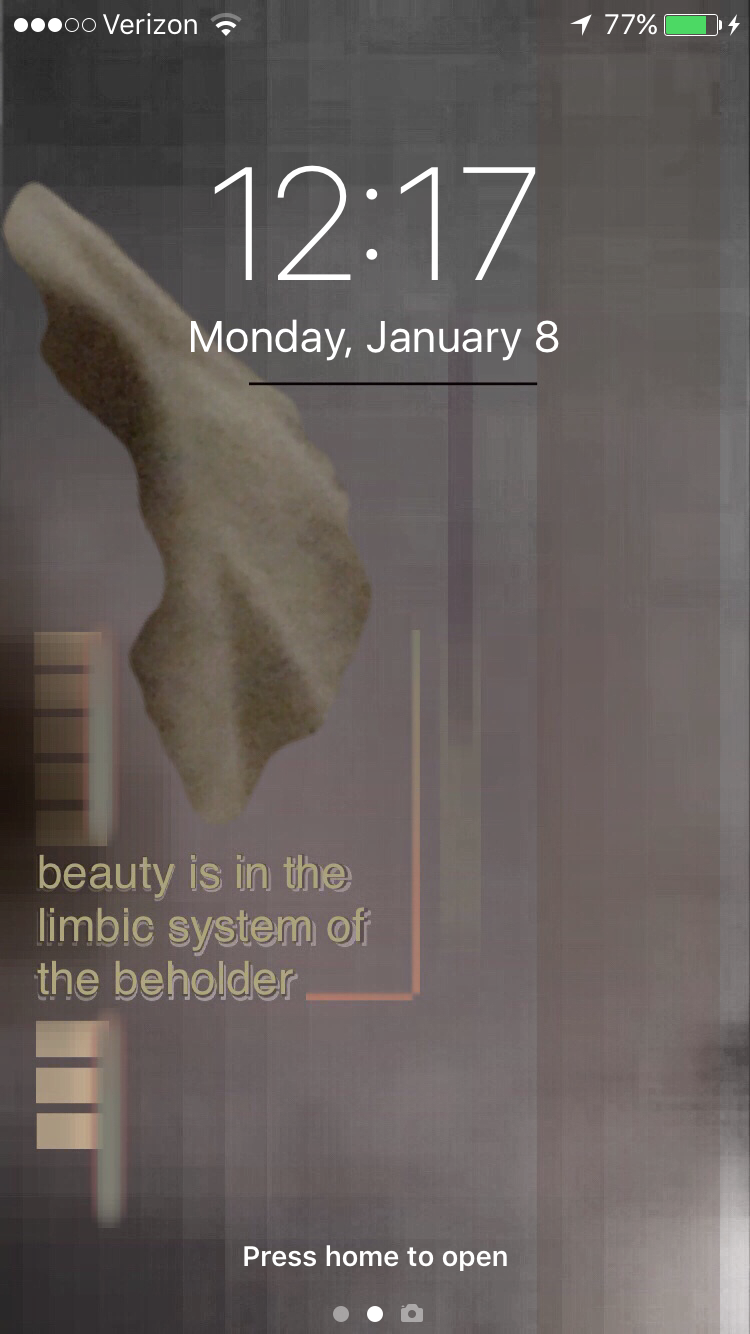 Verizon 77%
12:17
Monday, January 8
beauty is in the
limbic system of
the beholder
Press home to open